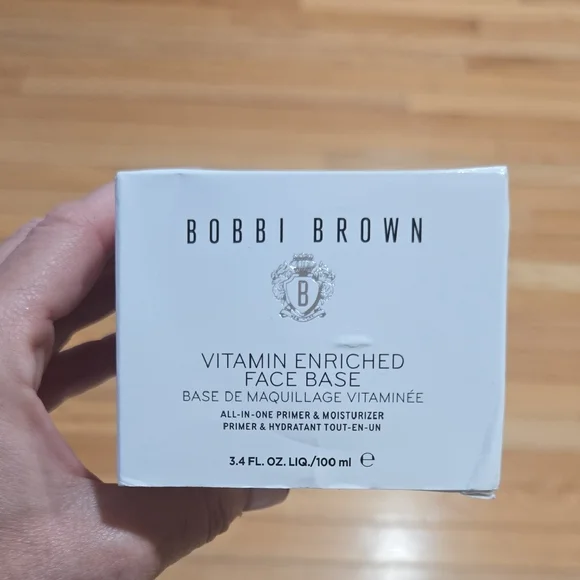 BOBBI BROWN
B
VITAMIN ENRICHED
FACE BASE
BASE DE MAQUILLAGE VITAMINÉE
ALL-IN-ONE PRIMER & MOISTURIZER
PRIMER & HYDRATANT TOUT-EN-UN
3.4 FL. OZ. LIQ./100 ml ℮